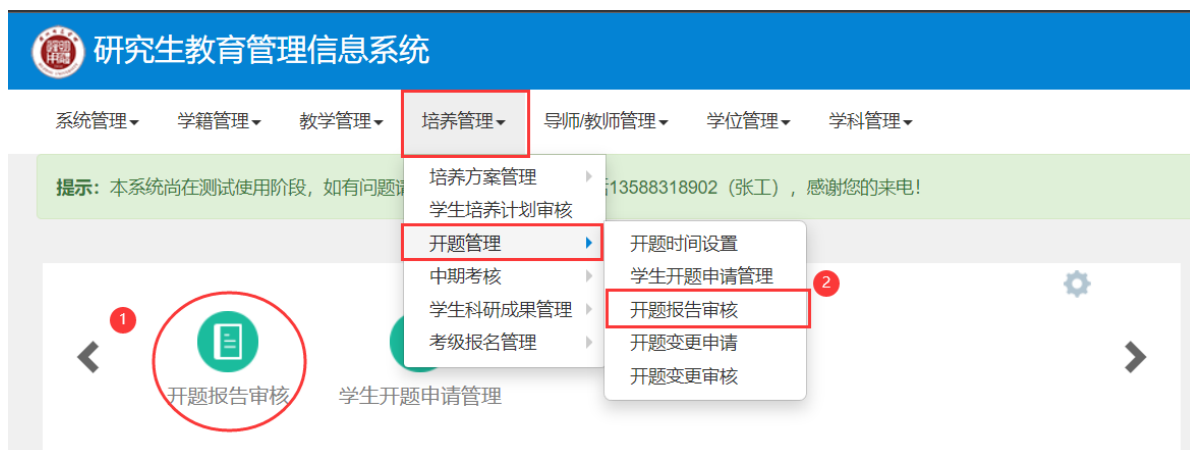 研究生教育管理信息系统
系统管理 学籍管理 教学管理 培养管理 导师/教师管理 学位管理 学科管理
提示：本系统尚在测试使用阶段，如有问题 13588318902（张工），感谢您的来电！
培养方案管理
学生培养计划审核
开题管理
中期考核
学生科研成果管理
考级报名管理
开题时间设置
学生开题申请管理
开题报告审核
开题变更申请
开题变更审核
2
1
开题报告审核
学生开题申请管理